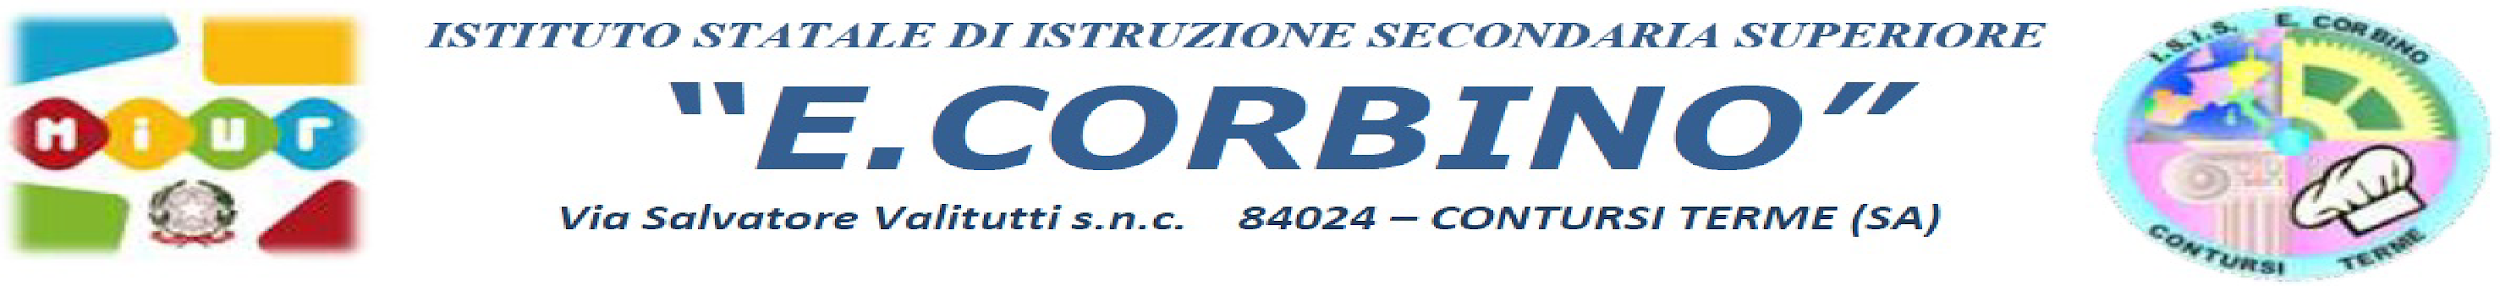 ISTITUTO STATALE DI ISTRUZIONE SECONDARIA SUPERIORE
"E.CORBINO"
Via Salvatore Valitutti s.n.c. 84024 – CONTURSI TERME (SA)
MiUr
I.S.I.S. E. CORBINO
CONTURSI TERME